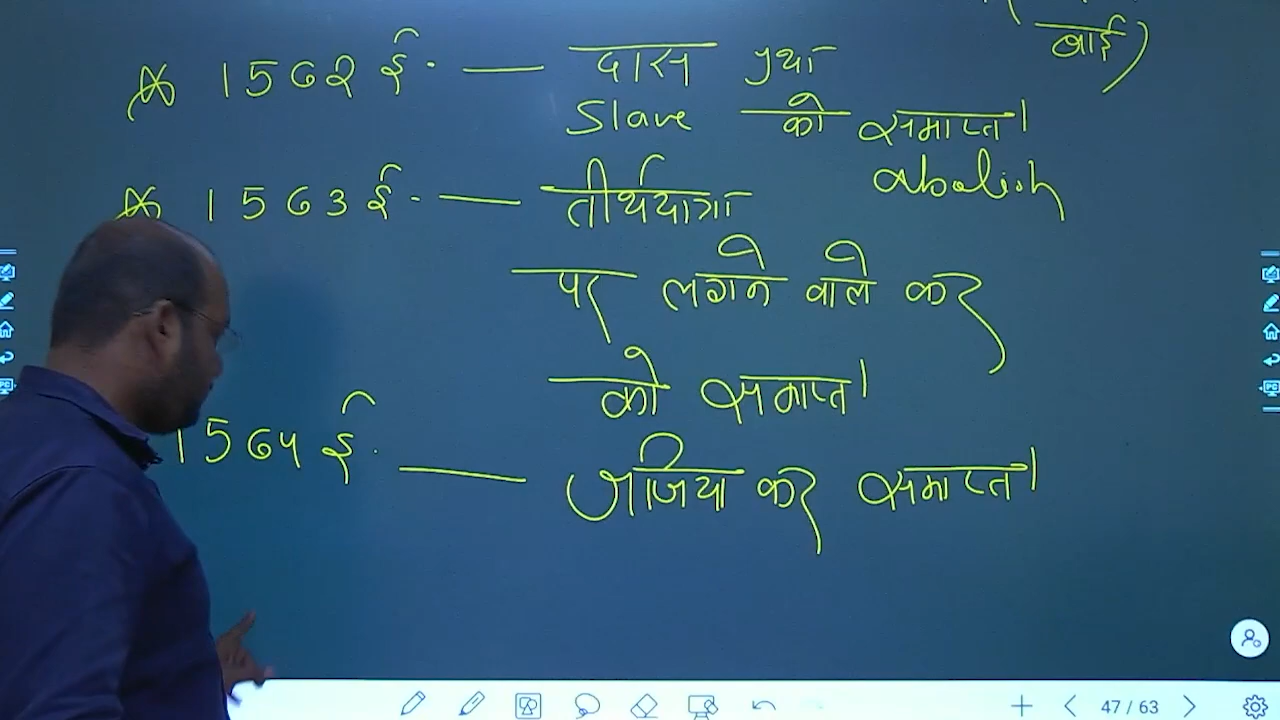 बाई)
* 1562 ई. — दास प्रथा
Slave को समाप्त।
abolish
* 1563 ई. — तीर्थयात्रा
पर लगने वाले कर
को समाप्त।
1564 ई. — जजिया कर समाप्त।
47 / 63